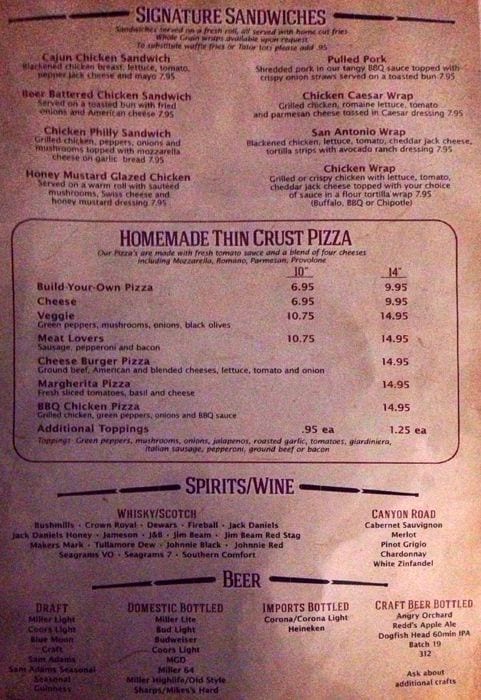 SIGNATURE SANDWICHES
Sandwiches served on a fresh roll, all served with home cut fries
Whole Grain wraps available upon request
To substitute waffle fries or Tator tots please add .95
Cajun Chicken Sandwich
Blackened chicken breast, lettuce, tomato,
pepper jack cheese and mayo 7.95
Beer Battered Chicken Sandwich
Served on a toasted bun with fried
onions and American cheese 7.95
Chicken Philly Sandwich
Grilled chicken, peppers, onions and
mushrooms topped with mozzarella
cheese on garlic bread 7.95
Honey Mustard Glazed Chicken
Served on a warm roll with sauteed
mushrooms, Swiss cheese and
honey mustard dressing 7.95
Pulled Pork
Shredded pork in our tangy BBQ sauce topped with
crispy onion straws served on a toasted bun 7.95
Chicken Caesar Wrap
Grilled chicken, romaine lettuce, tomato
and parmesan cheese tossed in Caesar dressing 7.95
San Antonio Wrap
Blackened chicken, lettuce, tomato, cheddar jack cheese,
tortilla strips with avocado ranch dressing 7.95
Chicken Wrap
Grilled or crispy chicken with lettuce, tomato,
cheddar jack cheese topped with your choice
of sauce in a flour tortilla wrap 7.95
(Buffalo, BBQ or Chipotle)
HOMEMADE THIN CRUST PIZZA
Our Pizza's are made with fresh tomato sauce and a blend of four cheeses
including Mozzarella, Romano, Parmesan, Provolone
10" 14"
Build-Your-Own Pizza 6.95 9.95
Cheese 6.95 9.95
Veggie 10.75 14.95
Green peppers, mushrooms, onions, black olives
Meat Lovers 10.75 14.95
Sausage, pepperoni and bacon
Cheese Burger Pizza 14.95
Ground beef, American and blended cheeses, lettuce, tomato and onion
Margherita Pizza 14.95
Fresh sliced tomatoes, basil and cheese
BBQ Chicken Pizza 14.95
Grilled chicken, green peppers, onions and BBQ sauce
Additional Toppings .95 ea 1.25 ea
Toppings: Green peppers, mushrooms, onions, jalapenos, roasted garlic, tomatoes, giardiniera,
Italian sausage, pepperoni, ground beef or bacon
SPIRITS/WINE
WHISKY/SCOTCH
Bushmills • Crown Royal • Dewars • Fireball • Jack Daniels
Jack Daniels Honey • Jameson • J&B • Jim Beam • Jim Beam Red Stag
Makers Mark • Tullamore Dew • Johnnie Black • Johnnie Red
Seagrams VO • Seagrams 7 • Southern Comfort
CANYON ROAD
Cabernet Sauvignon
Merlot
Pinot Grigio
Chardonnay
White Zinfandel
BEER
DRAFT
Miller Light
Coors Light
Blue Moon
Craft
Sam Adams
Sam Adams Seasonal
Seasonal
Guinness
DOMESTIC BOTTLED
Miller Lite
Bud Light
Budweiser
Coors Light
MGD
Miller 64
Miller Highlife/Old Style
Sharps/Mikes's Hard
IMPORTS BOTTLED
Corona/Corona Light
Heineken
CRAFT BEER BOTTLED
Angry Orchard
Redd's Apple Ale
Dogfish Head 60min IPA
Batch 19
312
Ask about
additional crafts